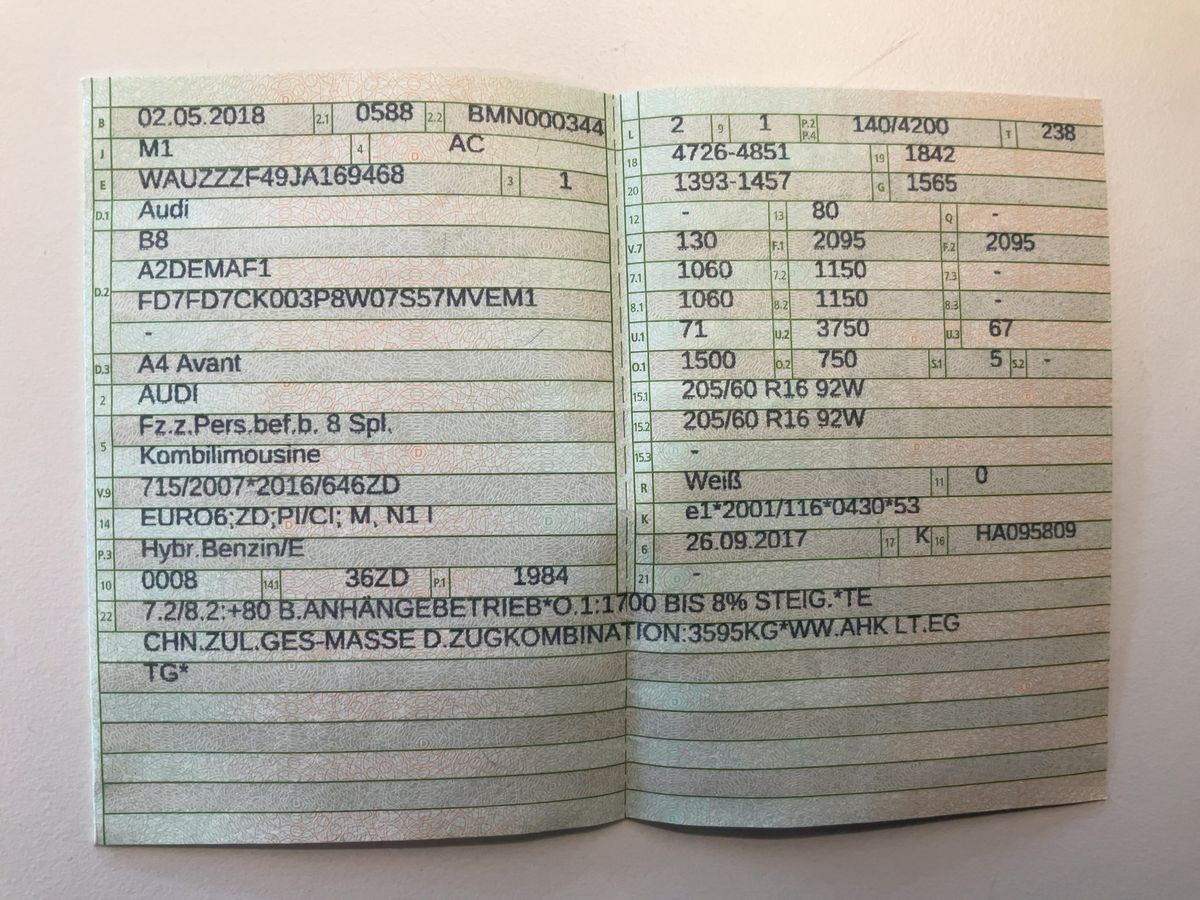 B 02.05.2018 2.1 0588 2.2 BMN000344
J M1 4 AC
E WAUZZZF49JA169468 3 1
D.1 Audi
D.2 B8
A2DEMAF1
FD7FD7CK003P8W07S57MVEM1
-
D.3 A4 Avant
2 AUDI
5 Fz.z.Pers.bef.b. 8 Spl.
Kombilimousine
V.9 715/2007*2016/646ZD
14 EURO6;ZD;PI/CI; M, N1 I
P.3 Hybr.Benzin/E
10 0008 14.1 36ZD P.1 1984
L 2 9 1 P.2 P.4 140/4200 T 238
18 4726-4851 19 1842
20 1393-1457 G 1565
12 - 13 80 Q -
V.7 130 F.1 2095 F.2 2095
7.1 1060 7.2 1150 7.3 -
8.1 1060 8.2 1150 8.3 -
U.1 71 U.2 3750 U.3 67
O.1 1500 O.2 750 S.1 5 S.2 -
15.1 205/60 R16 92W
15.2 205/60 R16 92W
15.3 -
R Weiß 11 0
K e1*2001/116*0430*53
6 26.09.2017 17 K 16 HA095809
21 -
22 7.2/8.2:+80 B.ANHÄNGEBETRIEB*O.1:1700 BIS 8% STEIG.*TE
CHN.ZUL.GES-MASSE D.ZUGKOMBINATION:3595KG*WW.AHK LT.EG
TG*